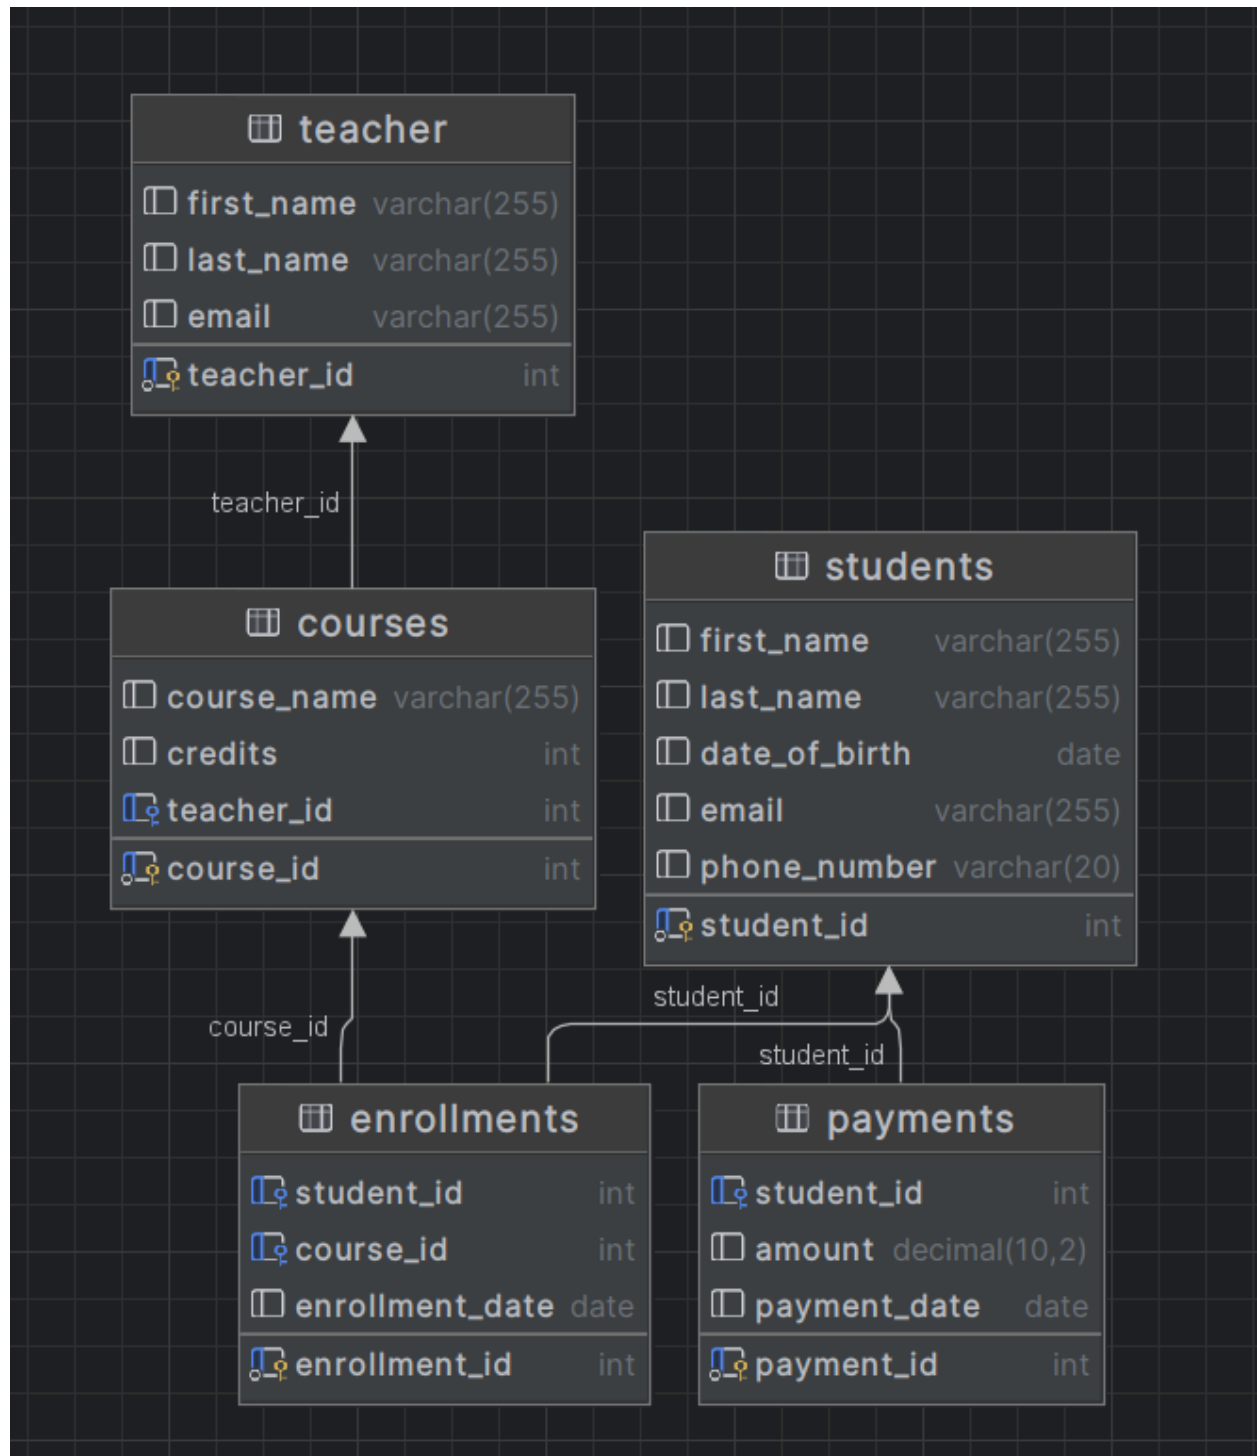 teacher
first_name varchar(255)
last_name varchar(255)
email varchar(255)
teacher_id int
teacher_id
courses
course_name varchar(255)
credits int
teacher_id int
course_id int
students
first_name varchar(255)
last_name varchar(255)
date_of_birth date
email varchar(255)
phone_number varchar(20)
student_id int
course_id
student_id
student_id
enrollments
student_id int
course_id int
enrollment_date date
enrollment_id int
payments
student_id int
amount decimal(10,2)
payment_date date
payment_id int